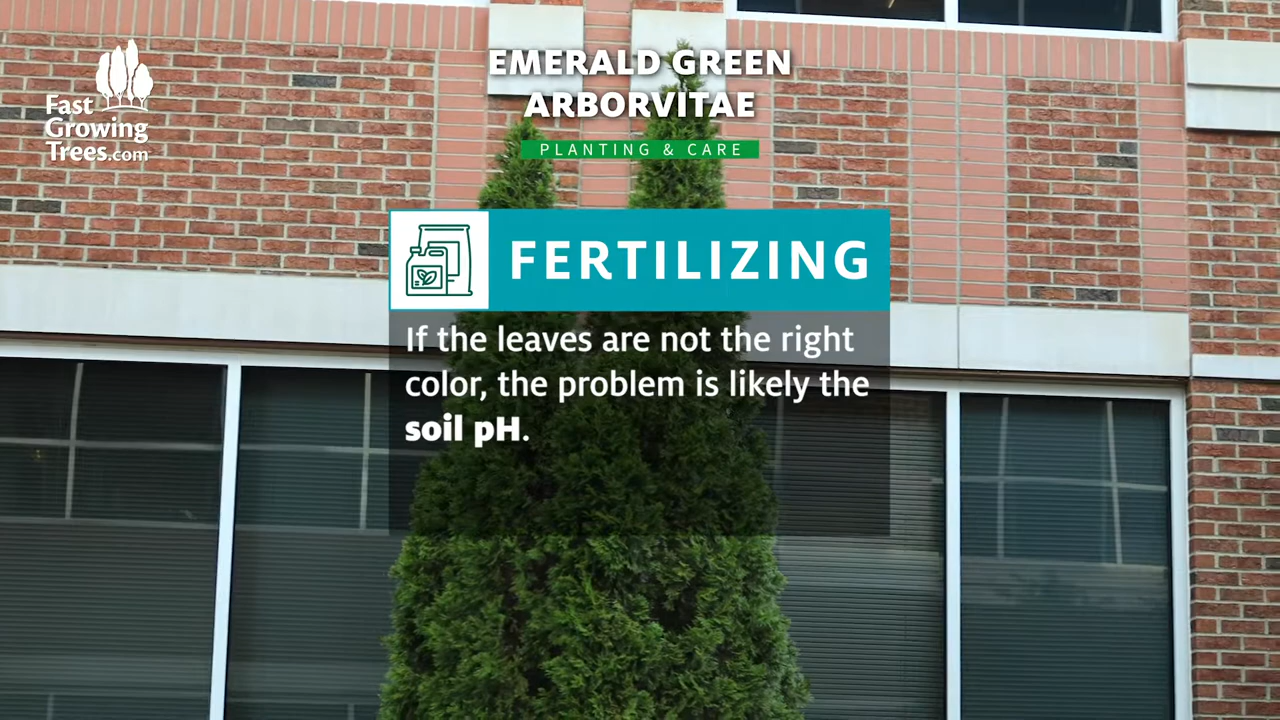 Fast
Growing
Trees.com
EMERALD GREEN
ARBORVITAE
PLANTING & CARE
FERTILIZING
If the leaves are not the right
color, the problem is likely the
soil pH.